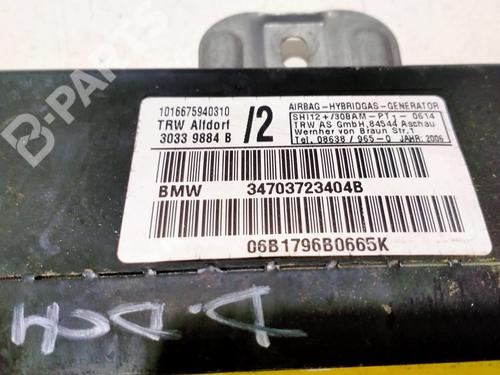 B-PARTS
1016675940310
TRW Alfdorf
3033 9884 B
/2
AIRBAG-HYBRIDGAS-GENERATOR
SHI12+/30BAM-PT1- 0614
TRW AS GmbH,84544 Aschau
Wernher von Braun Str.1
Tel. 08638/ 965-0 JAHR: 2006
BMW 34703723404B
06B1796B0665K